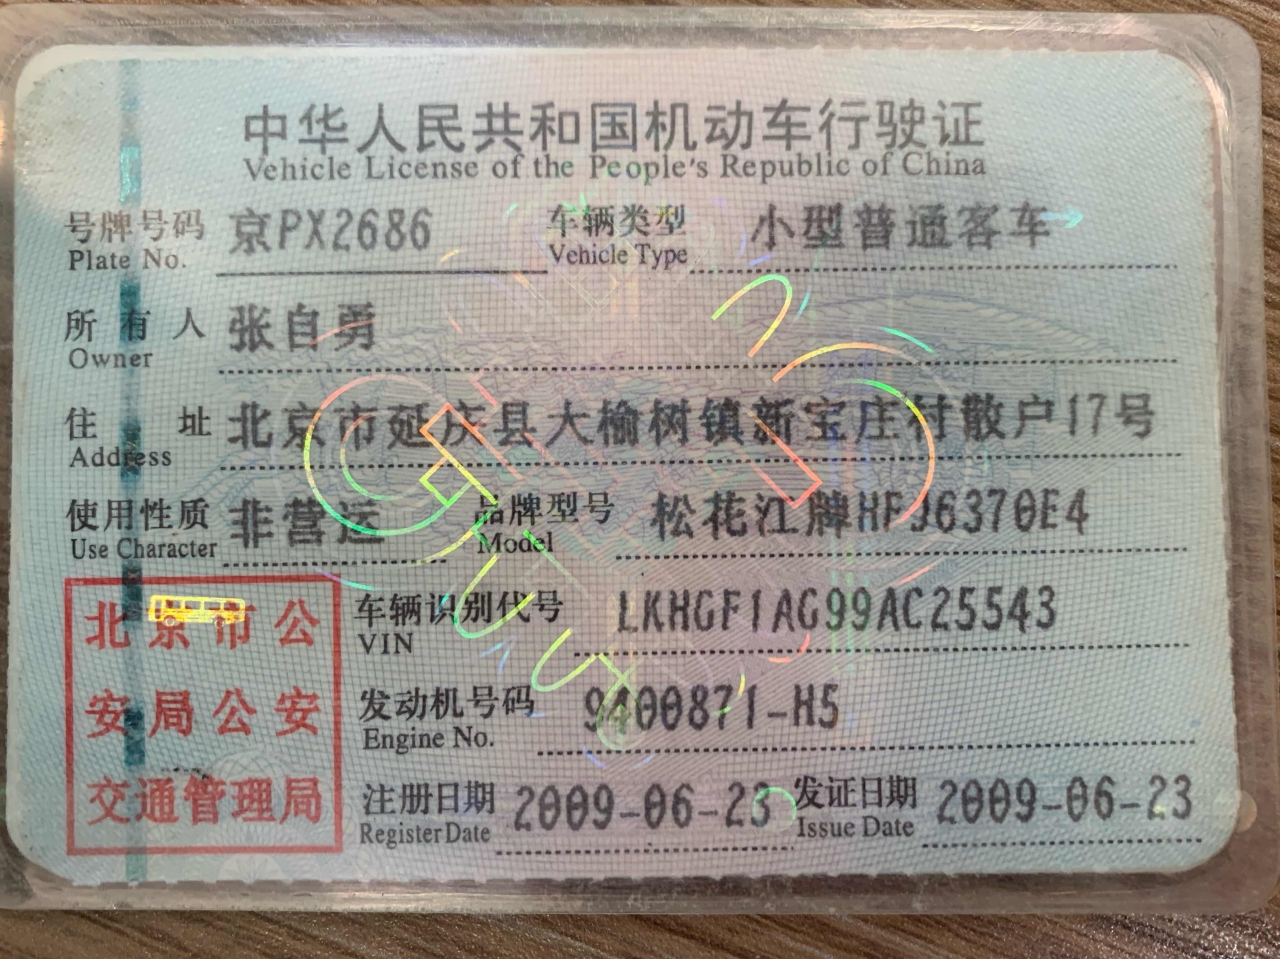 中华人民共和国机动车行驶证
Vehicle License of the People's Republic of China
号牌号码 京PX2686 车辆类型 小型普通客车
Plate No. Vehicle Type
所有人 张自勇
Owner
住址 北京市延庆县大榆树镇新宝庄村散户17号
Address
使用性质 非营运 品牌型号 松花江牌HFJ6370E4
Use Character Model
北京市公
安局公安
交通管理局
车辆识别代号 LKHGF1AG99AC25543
VIN
发动机号码 9400871-H5
Engine No.
注册日期 2009-06-23 发证日期 2009-06-23
Register Date Issue Date